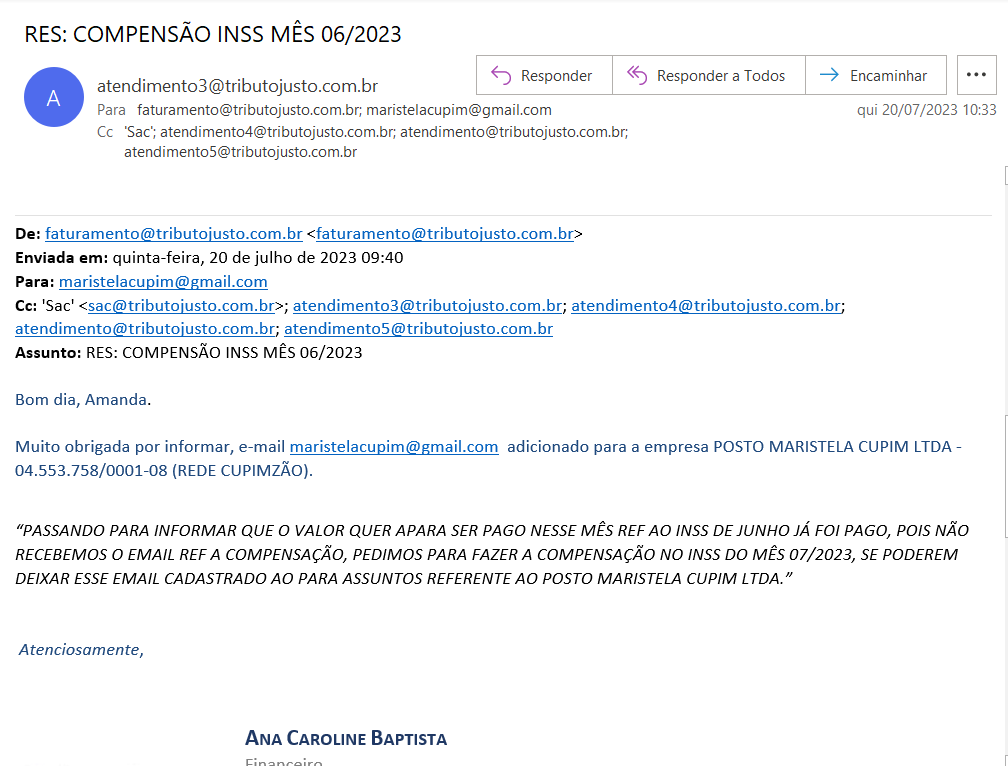 RES: COMPENSÃO INSS MÊS 06/2023
A
atendimento3@tributojusto.com.br
Responder
Responder a Todos
Encaminhar
Para faturamento@tributojusto.com.br; maristelacupim@gmail.com
qui 20/07/2023 10:33
Cc 'Sac'; atendimento4@tributojusto.com.br; atendimento@tributojusto.com.br;
atendimento5@tributojusto.com.br
De: faturamento@tributojusto.com.br <faturamento@tributojusto.com.br>
Enviada em: quinta-feira, 20 de julho de 2023 09:40
Para: maristelacupim@gmail.com
Cc: 'Sac' <sac@tributojusto.com.br>; atendimento3@tributojusto.com.br; atendimento4@tributojusto.com.br;
atendimento@tributojusto.com.br; atendimento5@tributojusto.com.br
Assunto: RES: COMPENSÃO INSS MÊS 06/2023
Bom dia, Amanda.
Muito obrigada por informar, e-mail maristelacupim@gmail.com adicionado para a empresa POSTO MARISTELA CUPIM LTDA -
04.553.758/0001-08 (REDE CUPIMZÃO).
“PASSANDO PARA INFORMAR QUE O VALOR QUER APARA SER PAGO NESSE MÊS REF AO INSS DE JUNHO JÁ FOI PAGO, POIS NÃO
RECEBEMOS O EMAIL REF A COMPENSAÇÃO, PEDIMOS PARA FAZER A COMPENSAÇÃO NO INSS DO MÊS 07/2023, SE PODEREM
DEIXAR ESSE EMAIL CADASTRADO AO PARA ASSUNTOS REFERENTE AO POSTO MARISTELA CUPIM LTDA.”
Atenciosamente,
ANA CAROLINE BAPTISTA
Financeiro